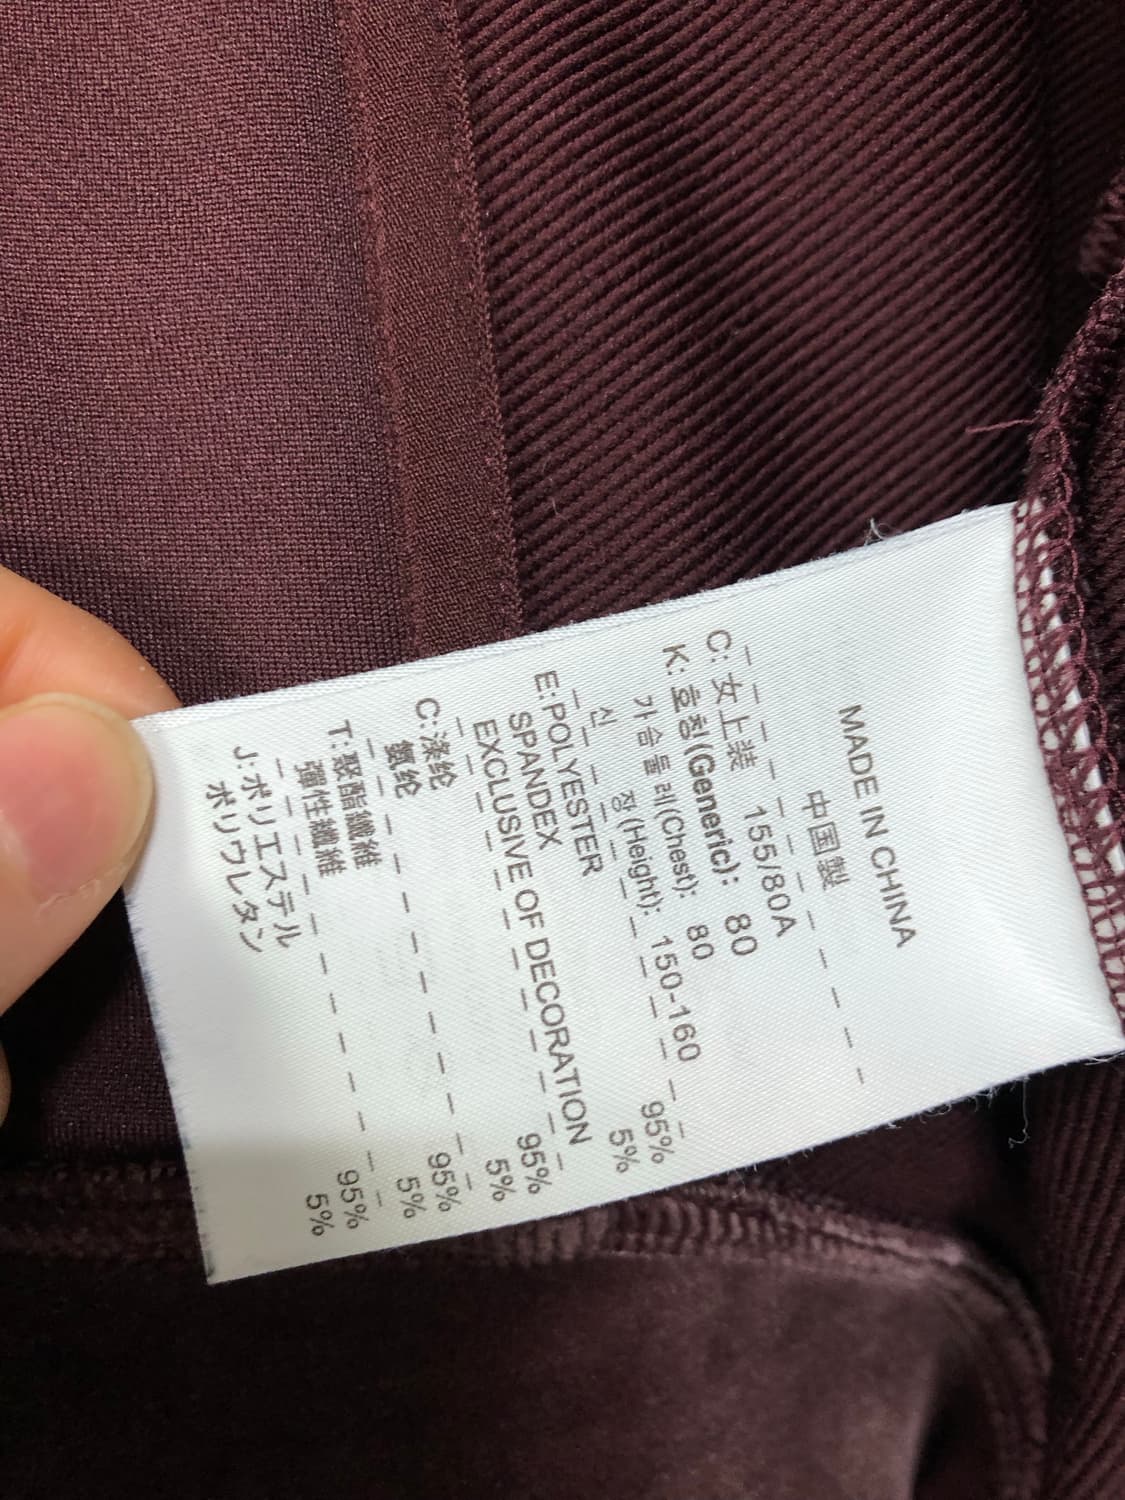 MADE IN CHINA
中国製
C: 女上装 155/80A
K: 호칭(Generic): 80
가슴둘레(Chest): 80
신 장(Height): 150-160
E:POLYESTER 95%
SPANDEX 5%
EXCLUSIVE OF DECORATION
C:涤纶 95%
氨纶 5%
T:聚酯纖維 95%
彈性纖維 5%
J:ポリエステル 95%
ポリウレタン 5%